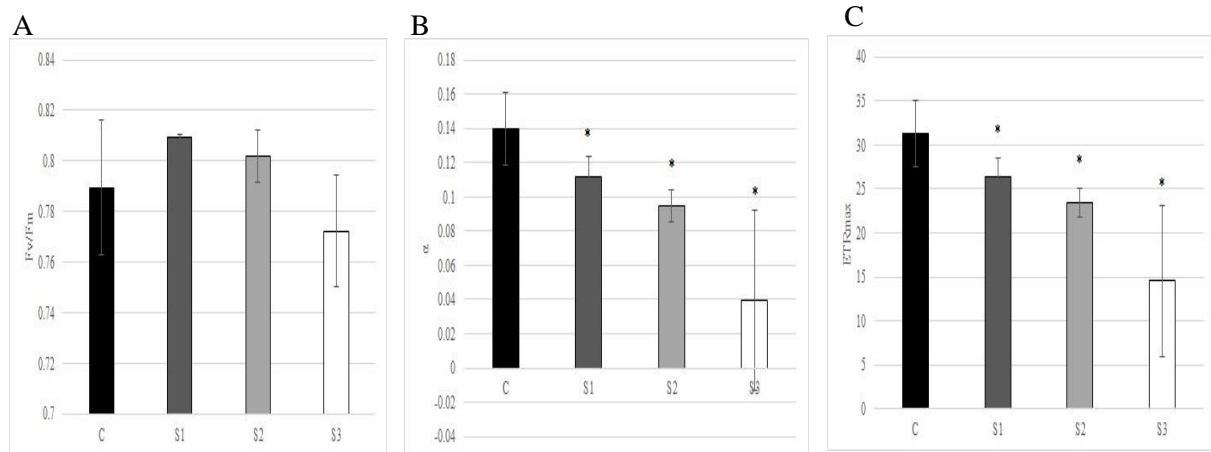 A
0.84
0.82
0.8
0.78
0.76
0.74
0.72
0.7
Fv/Fm
C S1 S2 S3
B
0.18
0.16
0.14
0.12
0.1
0.08
0.06
0.04
0.02
0
-0.02
-0.04
α
* * *
C S1 S2 S3
C
40
35
30
25
20
15
10
5
0
ETRmax
* * *
C S1 S2 S3